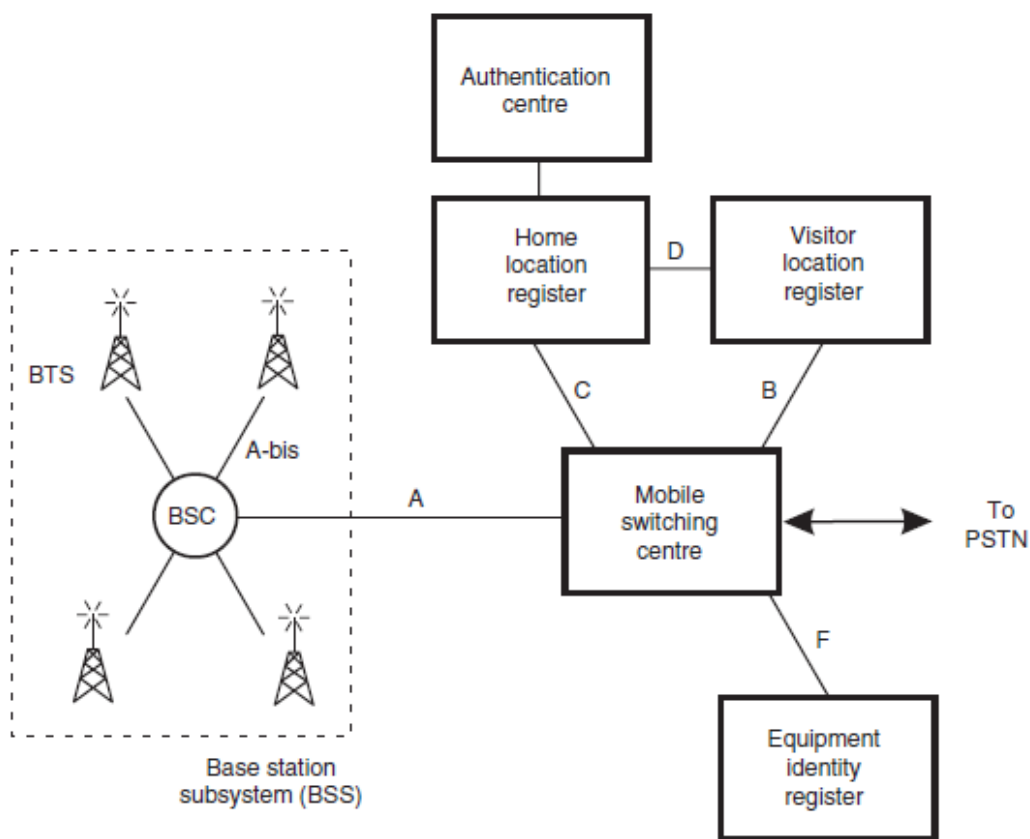 Authentication
centre
Home
location
register
D
Visitor
location
register
BTS
A-bis
C
B
BSC
A
Mobile
switching
centre
To
PSTN
F
Base station
subsystem (BSS)
Equipment
identity
register